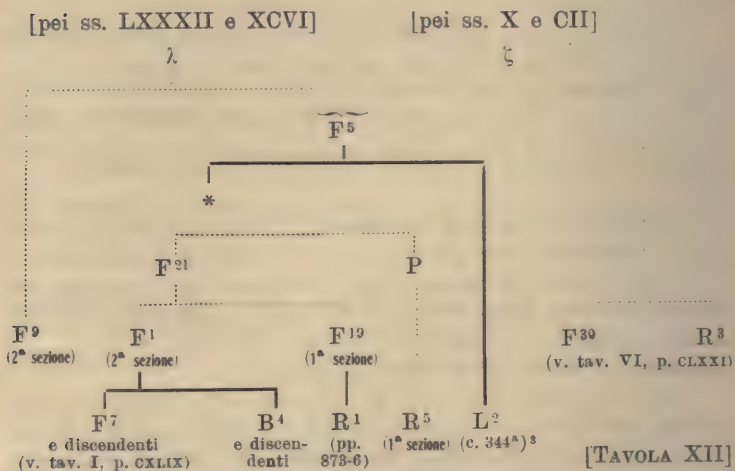 [pei ss. LXXXII e XCVI] [pei ss. X e CII]
λ ζ
F⁵
*
F²¹ P
F⁹ F¹ F¹⁹ F³⁰ R³
(2ª sezione) (2ª sezione) (1ª sezione) (v. tav. VI, p. CLXXI)
F⁷ B⁴ R¹ R⁵ L²
e discendenti e discen- (pp. (1ª sezione) (c. 344ᵃ)³
(v. tav. I, p. CXLIX) denti 873-6) [TAVOLA XII]